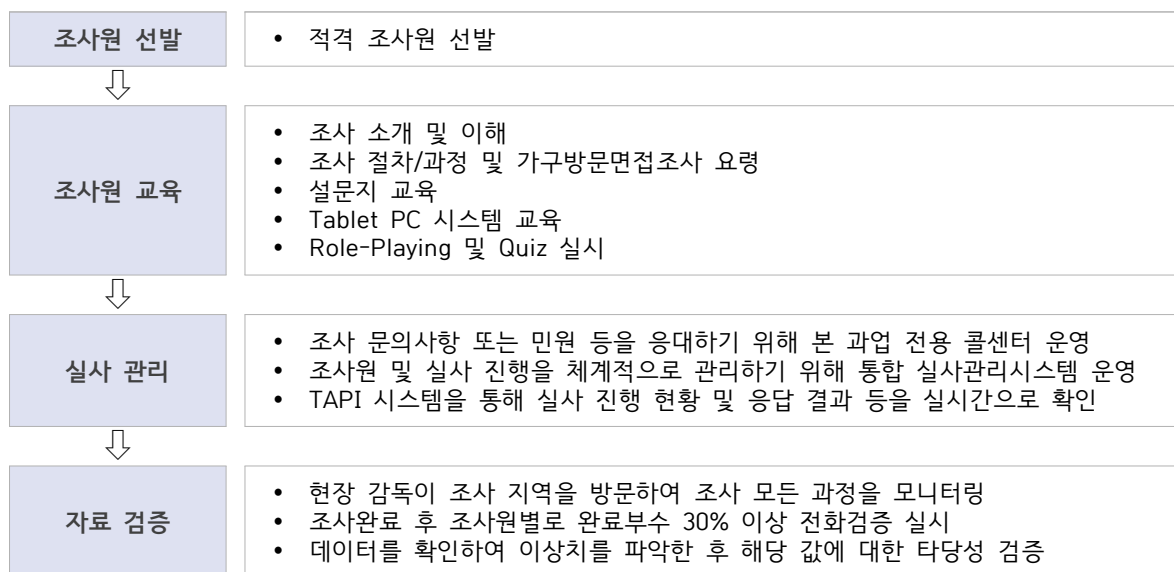 조사원 선발
• 적격 조사원 선발
조사원 교육
• 조사 소개 및 이해
• 조사 절차/과정 및 가구방문면접조사 요령
• 설문지 교육
• Tablet PC 시스템 교육
• Role-Playing 및 Quiz 실시
실사 관리
• 조사 문의사항 또는 민원 등을 응대하기 위해 본 과업 전용 콜센터 운영
• 조사원 및 실사 진행을 체계적으로 관리하기 위해 통합 실사관리시스템 운영
• TAPI 시스템을 통해 실사 진행 현황 및 응답 결과 등을 실시간으로 확인
자료 검증
• 현장 감독이 조사 지역을 방문하여 조사 모든 과정을 모니터링
• 조사완료 후 조사원별로 완료부수 30% 이상 전화검증 실시
• 데이터를 확인하여 이상치를 파악한 후 해당 값에 대한 타당성 검증